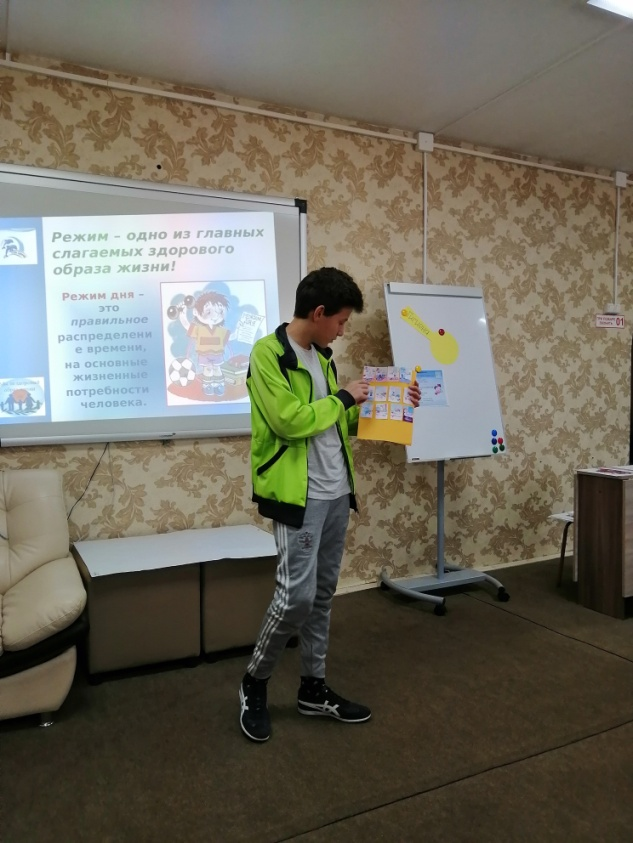 Режим – одно из главных
слагаемых здорового
образа жизни!
Режим дня –
это
правильное
распределени
е времени,
на основные
жизненные
потребности
человека.
01